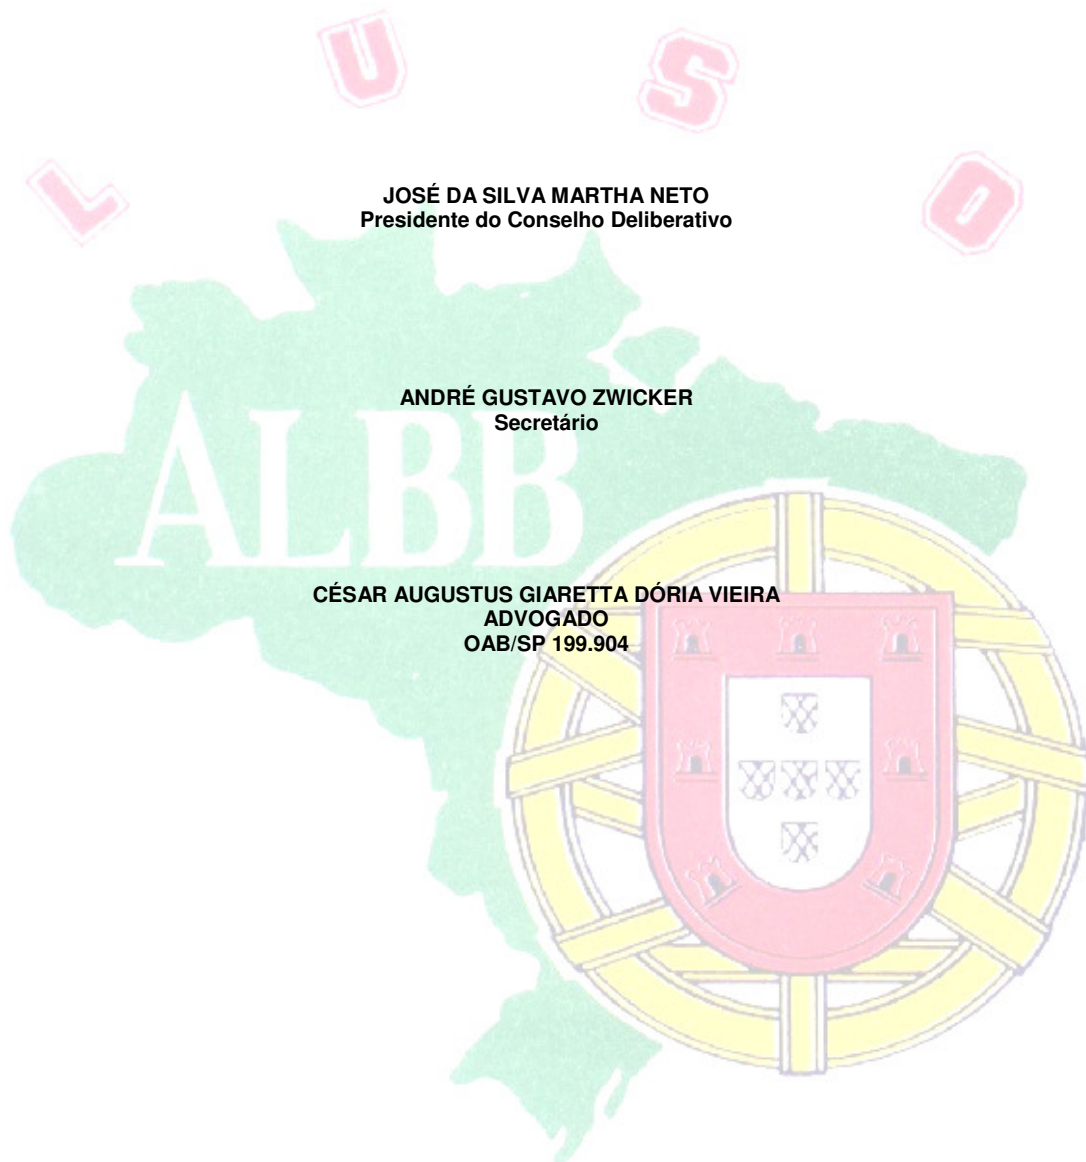 L U S O
JOSÉ DA SILVA MARTHA NETO
Presidente do Conselho Deliberativo
ANDRÉ GUSTAVO ZWICKER
Secretário
ALBB
CÉSAR AUGUSTUS GIARETTA DÓRIA VIEIRA
ADVOGADO
OAB/SP 199.904